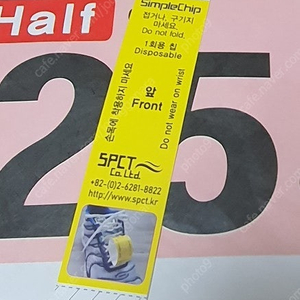 Half
SimpleChip
접거나, 구기지
마세요.
Do not fold.
1회용 칩
Disposable
손목에 착용하지 마세요
앞
Front
Do not wear on wrist
SPCT
Co.Ltd.
+82-(0)2-6281-8822
http://www.spct.kr
25